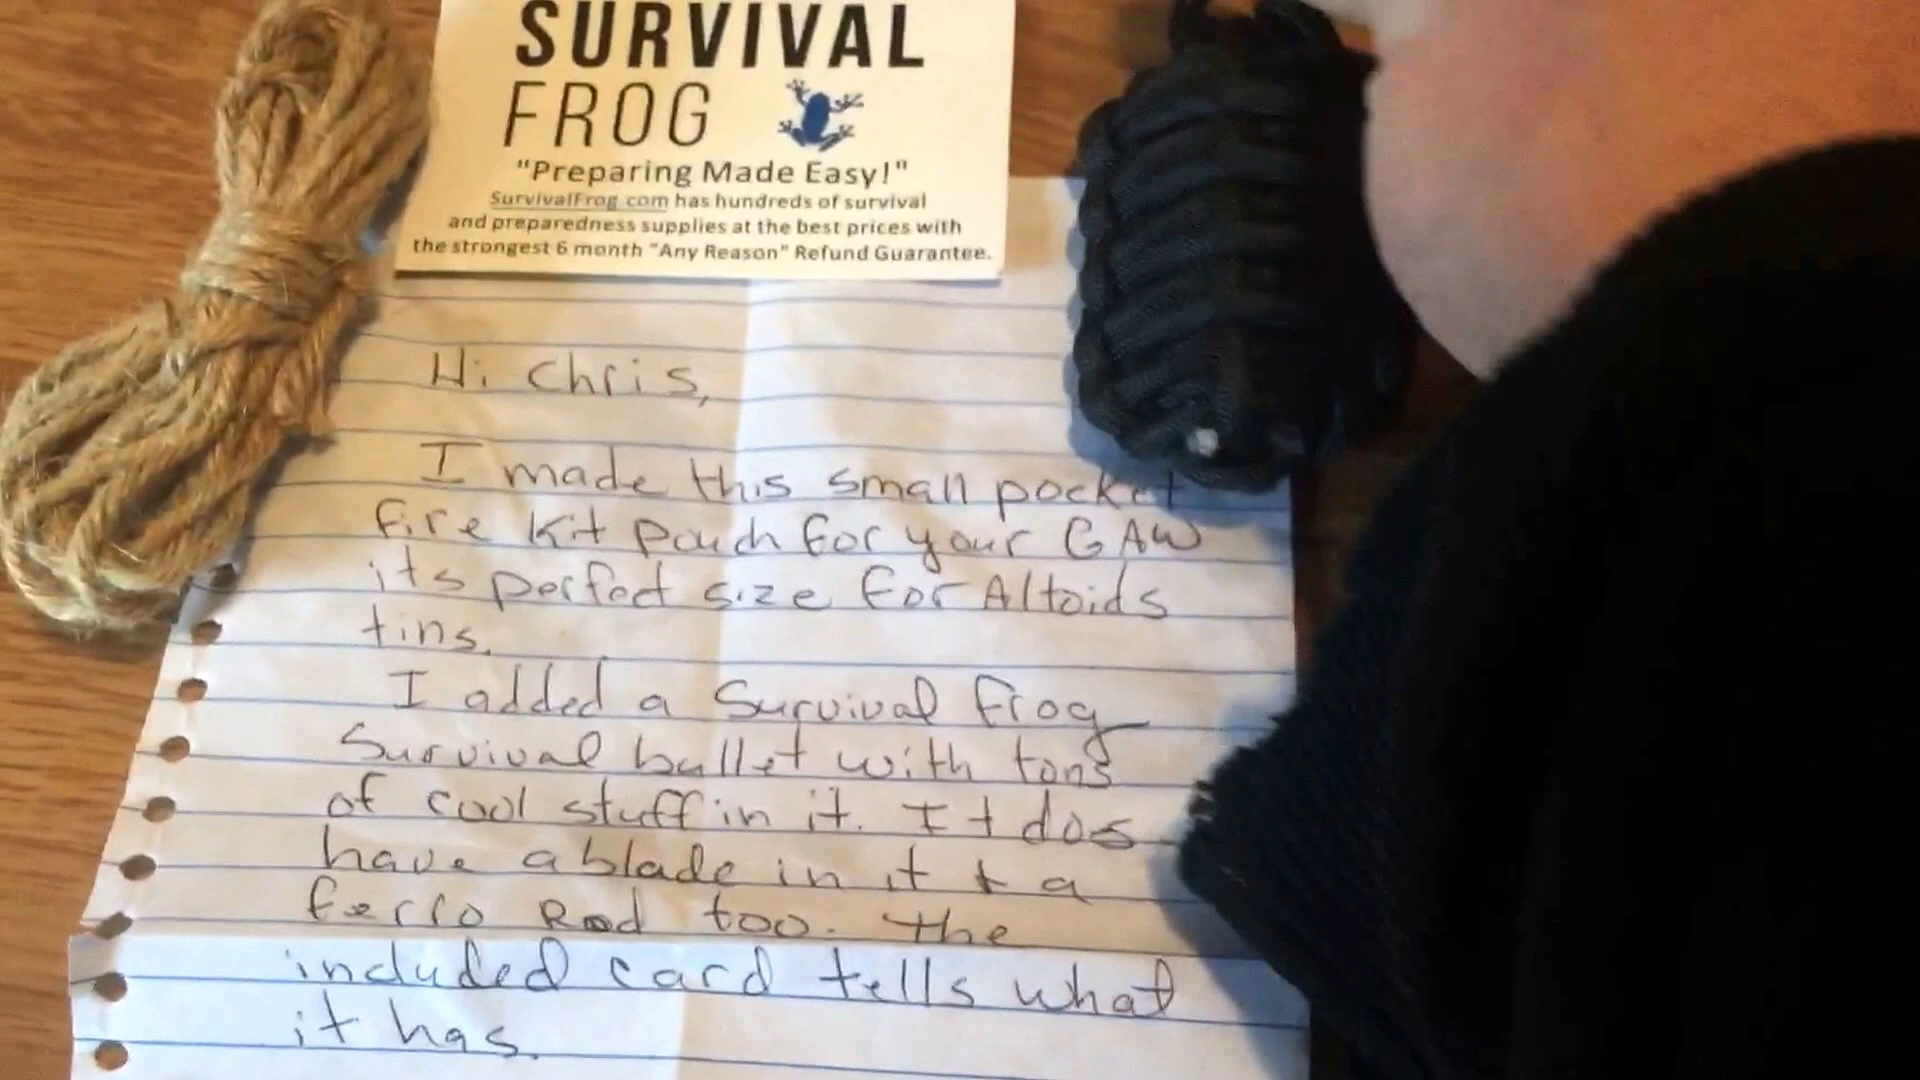 SURVIVAL
FROG
"Preparing Made Easy!"
SurvivalFrog.com has hundreds of survival
and preparedness supplies at the best prices with
the strongest 6 month "Any Reason" Refund Guarantee.
Hi Chris,
I made this small pocket
fire kit pouch for your GAW
its perfect size for Altoids
tins.
I added a Survival Frog
Survival bullet with tons
of cool stuff in it. It does
have a blade in it + a
ferro Rod too. The
included card tells what
it has.